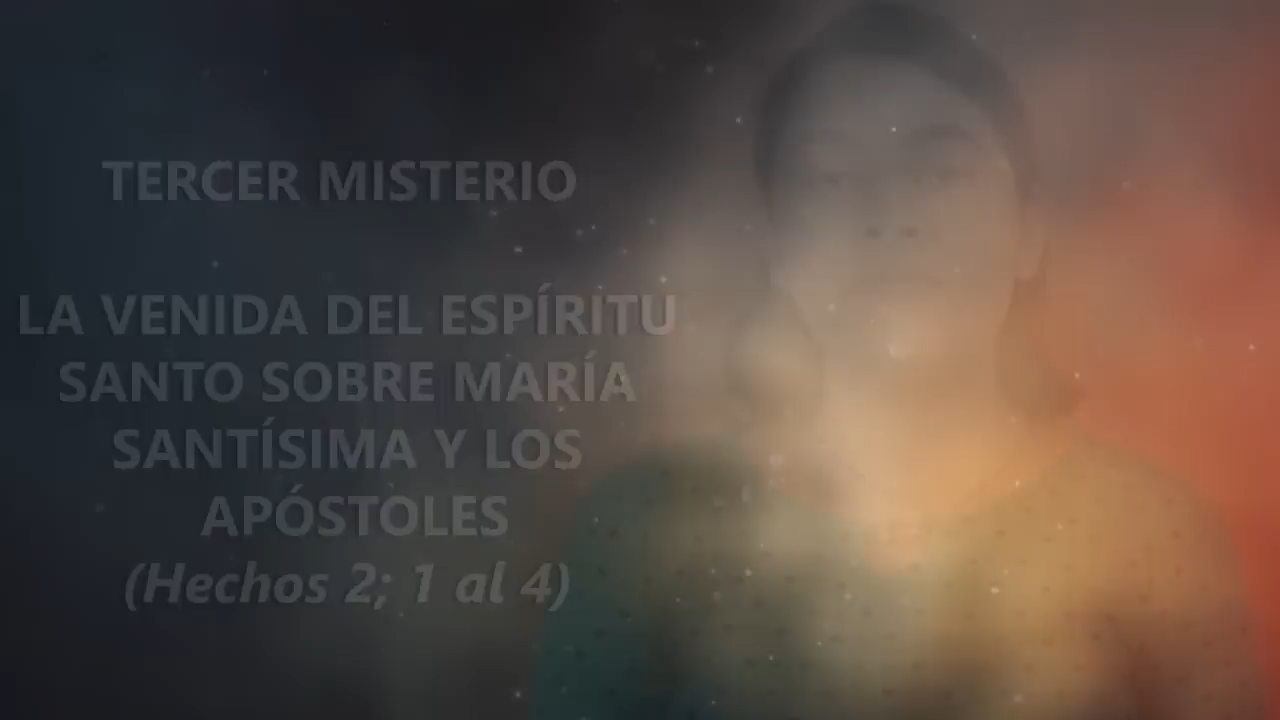 TERCER MISTERIO
LA VENIDA DEL ESPÍRITU
SANTO SOBRE MARÍA
SANTÍSIMA Y LOS
APÓSTOLES
(Hechos 2; 1 al 4)